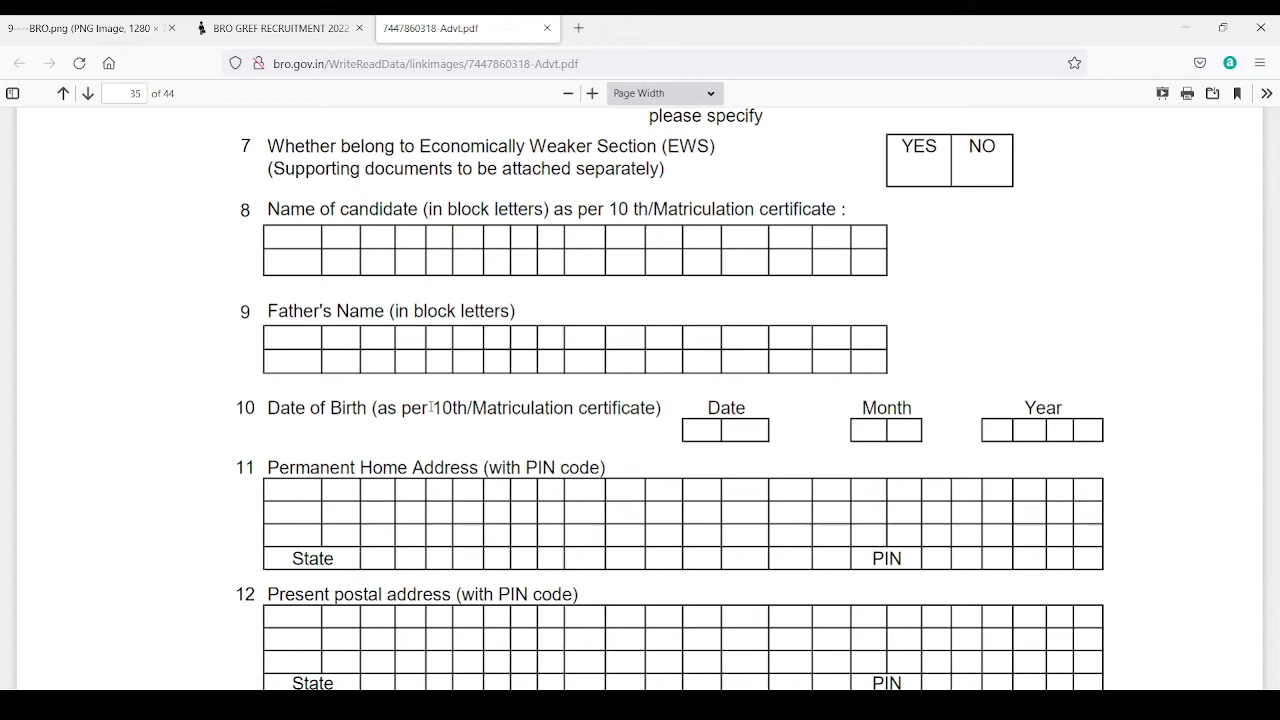 9----BRO.png (PNG Image, 1280 × 7
BRO GREF RECRUITMENT 2022
7447860318-Advt.pdf
bro.gov.in/WriteReadData/linkimages/7447860318-Advt.pdf
a
35 of 44
Page Width
please specify
7 Whether belong to Economically Weaker Section (EWS) YES NO
(Supporting documents to be attached separately)
8 Name of candidate (in block letters) as per 10 th/Matriculation certificate :
9 Father's Name (in block letters)
10 Date of Birth (as per 10th/Matriculation certificate) Date Month Year
11 Permanent Home Address (with PIN code)
State PIN
12 Present postal address (with PIN code)
State PIN